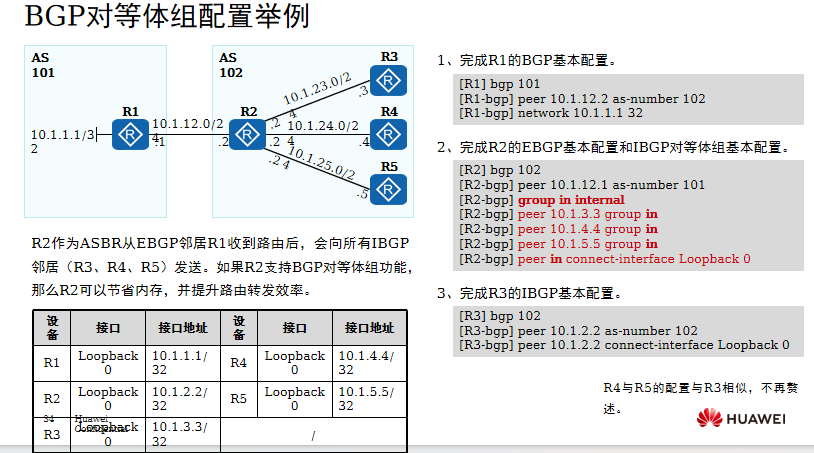 BGP对等体组配置举例
AS
101
AS
102
R1
R2
R3
R4
R5
10.1.1.1/3
2
10.1.12.0/2
4
.1
.2
10.1.23.0/2
4
.2
.3
10.1.24.0/2
4
.2
.4
10.1.25.0/2
4
.2
.5
R2作为ASBR从EBGP邻居R1收到路由后，会向所有IBGP
邻居（R3、R4、R5）发送。如果R2支持BGP对等体组功能，
那么R2可以节省内存，并提升路由转发效率。
设备 接口 接口地址 设备 接口 接口地址
R1 Loopback 0 10.1.1.1/32 R4 Loopback 0 10.1.4.4/32
R2 Loopback 0 10.1.2.2/32 R5 Loopback 0 10.1.5.5/32
R3 Loopback 0 10.1.3.3/32 /
34 Huawei
Confidential
1、完成R1的BGP基本配置。
[R1] bgp 101
[R1-bgp] peer 10.1.12.2 as-number 102
[R1-bgp] network 10.1.1.1 32
2、完成R2的EBGP基本配置和IBGP对等体组基本配置。
[R2] bgp 102
[R2-bgp] peer 10.1.12.1 as-number 101
[R2-bgp] group in internal
[R2-bgp] peer 10.1.3.3 group in
[R2-bgp] peer 10.1.4.4 group in
[R2-bgp] peer 10.1.5.5 group in
[R2-bgp] peer in connect-interface Loopback 0
3、完成R3的IBGP基本配置。
[R3] bgp 102
[R3-bgp] peer 10.1.2.2 as-number 102
[R3-bgp] peer 10.1.2.2 connect-interface Loopback 0
R4与R5的配置与R3相似，不再赘
述。
HUAWEI